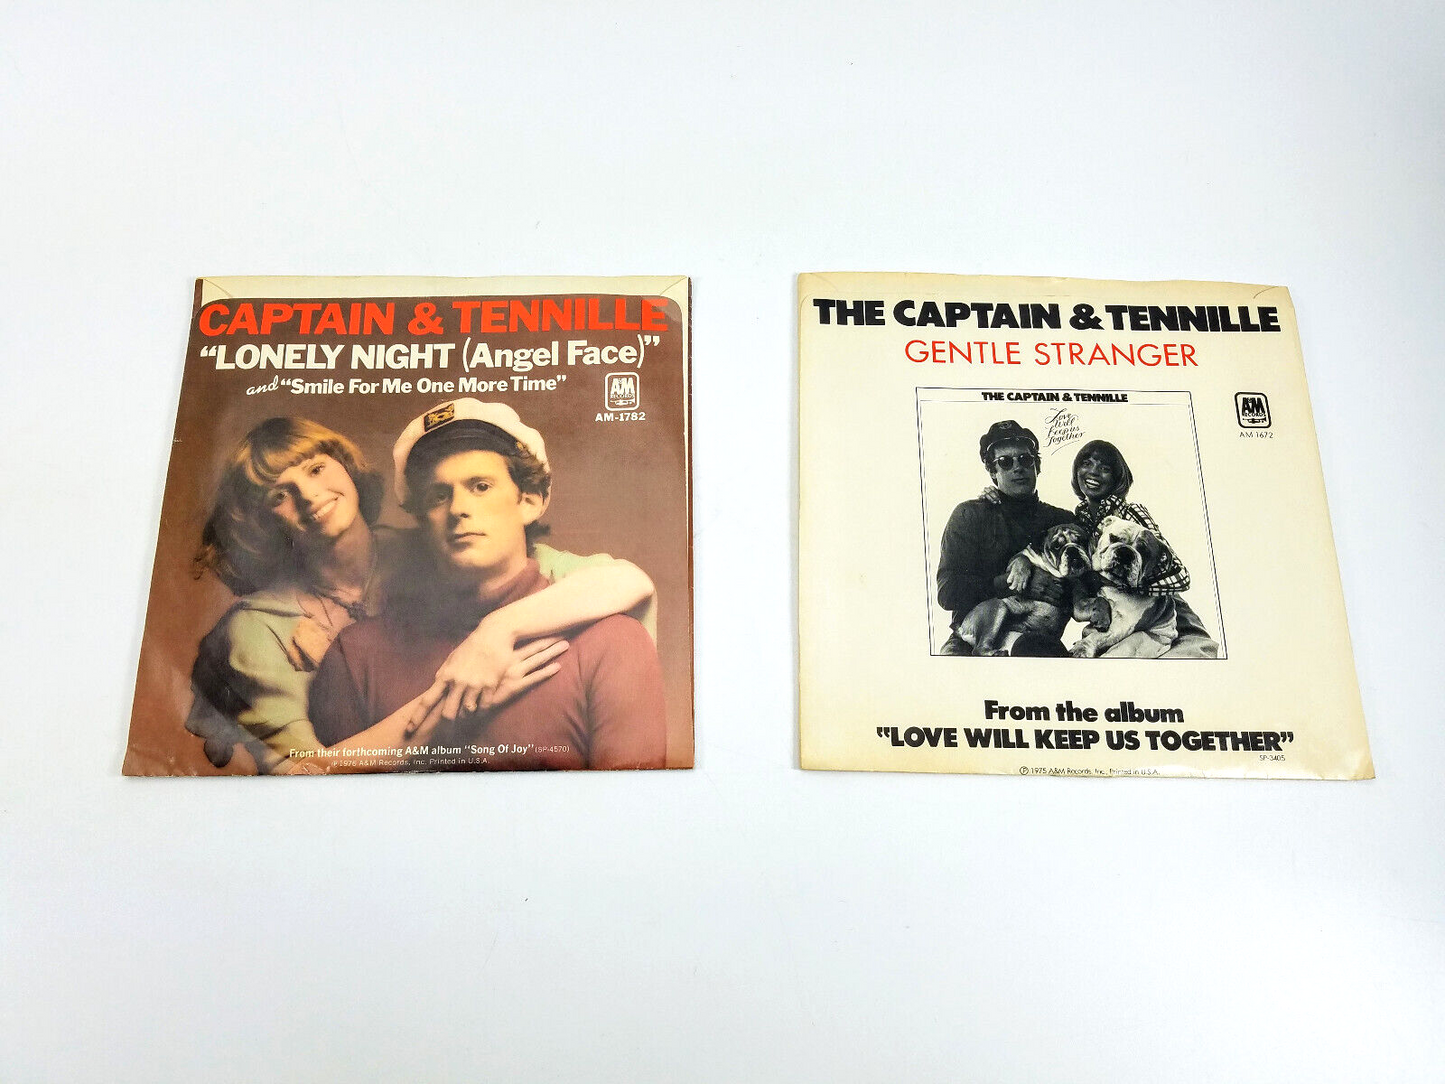 CAPTAIN & TENNILLE
“LONELY NIGHT (Angel Face)”
and “Smile For Me One More Time”
A&M
RECORDS
AM-1782
From their forthcoming A&M album “Song Of Joy” (SP-4570)
℗1976 A&M Records, Inc. Printed in U.S.A.
THE CAPTAIN & TENNILLE
GENTLE STRANGER
THE CAPTAIN & TENNILLE
Love
Will
Keep us
Together
A&M
RECORDS
AM 1672
From the album
“LOVE WILL KEEP US TOGETHER”
SP-3405
℗ 1975 A&M Records, Inc., Printed in U.S.A.